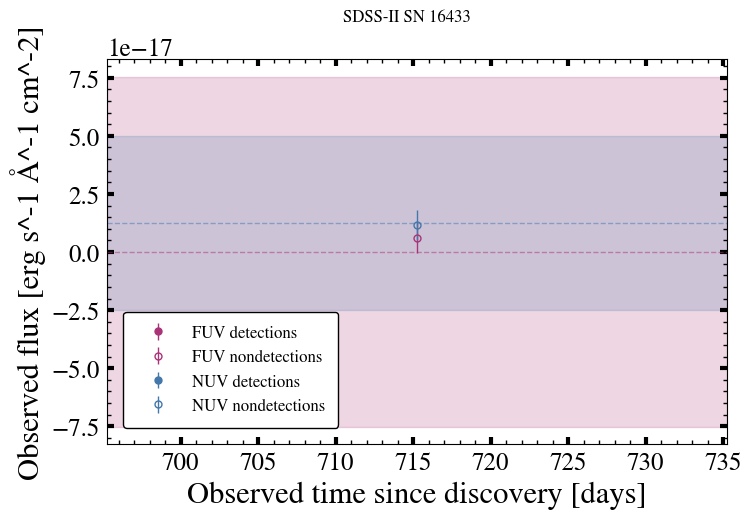 SDSS-II SN 16433
1e−17
Observed flux [erg s^-1 Å^-1 cm^-2]
7.5
5.0
2.5
0.0
−2.5
−5.0
−7.5
FUV detections
FUV nondetections
NUV detections
NUV nondetections
700 705 710 715 720 725 730 735
Observed time since discovery [days]